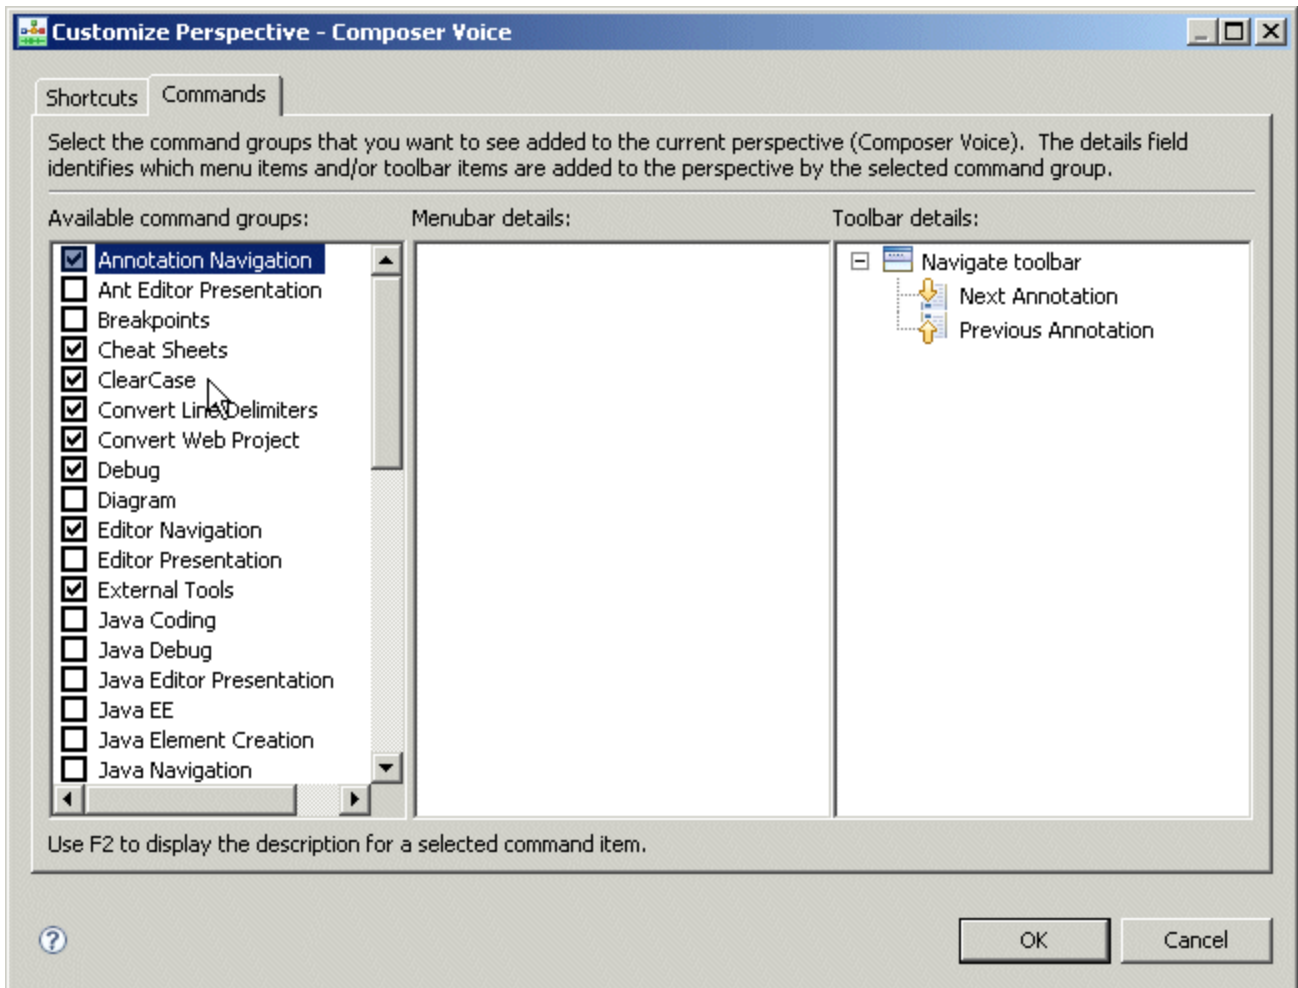 Customize Perspective - Composer Voice
Shortcuts
Commands
Select the command groups that you want to see added to the current perspective (Composer Voice). The details field
identifies which menu items and/or toolbar items are added to the perspective by the selected command group.
Available command groups:
Menubar details:
Toolbar details:
Annotation Navigation
Ant Editor Presentation
Breakpoints
Cheat Sheets
ClearCase
Convert Line Delimiters
Convert Web Project
Debug
Diagram
Editor Navigation
Editor Presentation
External Tools
Java Coding
Java Debug
Java Editor Presentation
Java EE
Java Element Creation
Java Navigation
Navigate toolbar
Next Annotation
Previous Annotation
Use F2 to display the description for a selected command item.
?
OK
Cancel